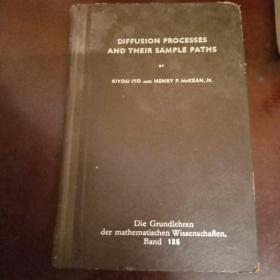 DIFFUSION PROCESSES
AND THEIR SAMPLE PATHS
BY
KIYOSI ITO AND HENRY P. McKEAN, JR.
Die Grundlehren
der mathematischen Wissenschaften,
Band 125